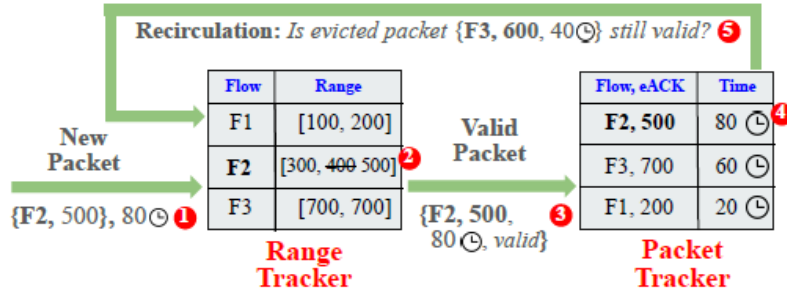 Recirculation: Is evicted packet {F3, 600, 40} still valid? 5
Flow Range
F1 [100, 200]
F2 [300, 400 500] 2
F3 [700, 700]
Range
Tracker
New
Packet
{F2, 500}, 80 1
Valid
Packet
{F2, 500,
80, valid}
3
Flow, eACK Time
F2, 500 80 4
F3, 700 60
F1, 200 20
Packet
Tracker